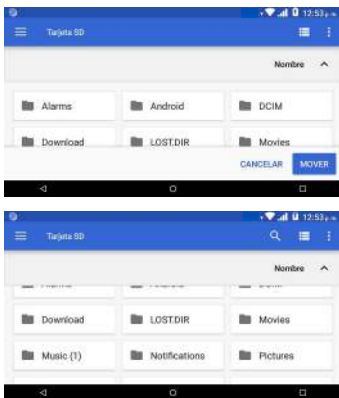 12:53 p.m.
Tarjeta SD
Nombre
Alarms Android DCIM
Download LOST.DIR Movies
CANCELAR MOVER
12:53 p.m.
Tarjeta SD
Nombre
Download LOST.DIR Movies
Music (1) Notifications Pictures